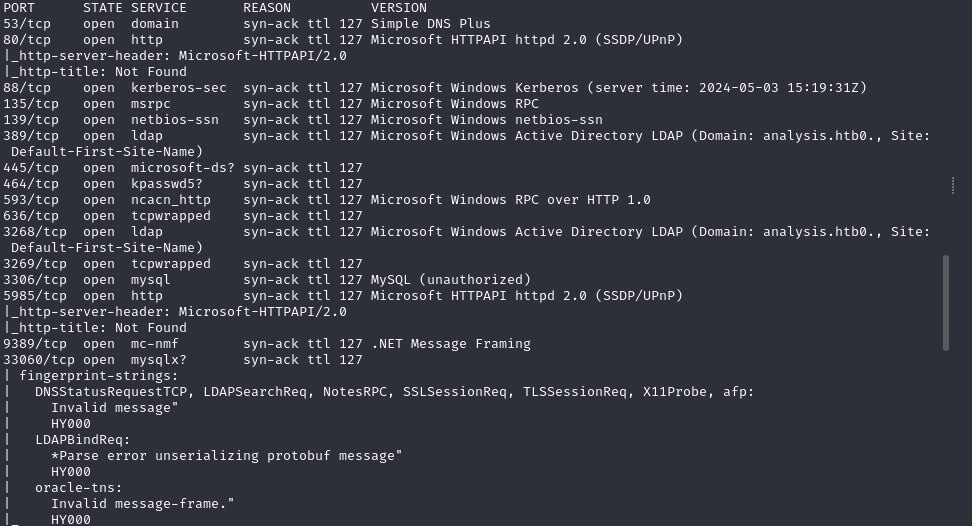 PORT      STATE SERVICE       REASON          VERSION
53/tcp    open  domain        syn-ack ttl 127 Simple DNS Plus
80/tcp    open  http          syn-ack ttl 127 Microsoft HTTPAPI httpd 2.0 (SSDP/UPnP)
|_http-server-header: Microsoft-HTTPAPI/2.0
|_http-title: Not Found
88/tcp    open  kerberos-sec  syn-ack ttl 127 Microsoft Windows Kerberos (server time: 2024-05-03 15:19:31Z)
135/tcp   open  msrpc         syn-ack ttl 127 Microsoft Windows RPC
139/tcp   open  netbios-ssn   syn-ack ttl 127 Microsoft Windows netbios-ssn
389/tcp   open  ldap          syn-ack ttl 127 Microsoft Windows Active Directory LDAP (Domain: analysis.htb0., Site:
 Default-First-Site-Name)
445/tcp   open  microsoft-ds? syn-ack ttl 127
464/tcp   open  kpasswd5?     syn-ack ttl 127
593/tcp   open  ncacn_http    syn-ack ttl 127 Microsoft Windows RPC over HTTP 1.0
636/tcp   open  tcpwrapped    syn-ack ttl 127
3268/tcp  open  ldap          syn-ack ttl 127 Microsoft Windows Active Directory LDAP (Domain: analysis.htb0., Site:
 Default-First-Site-Name)
3269/tcp  open  tcpwrapped    syn-ack ttl 127
3306/tcp  open  mysql         syn-ack ttl 127 MySQL (unauthorized)
5985/tcp  open  http          syn-ack ttl 127 Microsoft HTTPAPI httpd 2.0 (SSDP/UPnP)
|_http-server-header: Microsoft-HTTPAPI/2.0
|_http-title: Not Found
9389/tcp  open  mc-nmf        syn-ack ttl 127 .NET Message Framing
33060/tcp open  mysqlx?       syn-ack ttl 127
| fingerprint-strings:
|   DNSStatusRequestTCP, LDAPSearchReq, NotesRPC, SSLSessionReq, TLSSessionReq, X11Probe, afp:
|     Invalid message"
|     HY000
|   LDAPBindReq:
|     *Parse error unserializing protobuf message"
|     HY000
|   oracle-tns:
|     Invalid message-frame."
|_    HY000